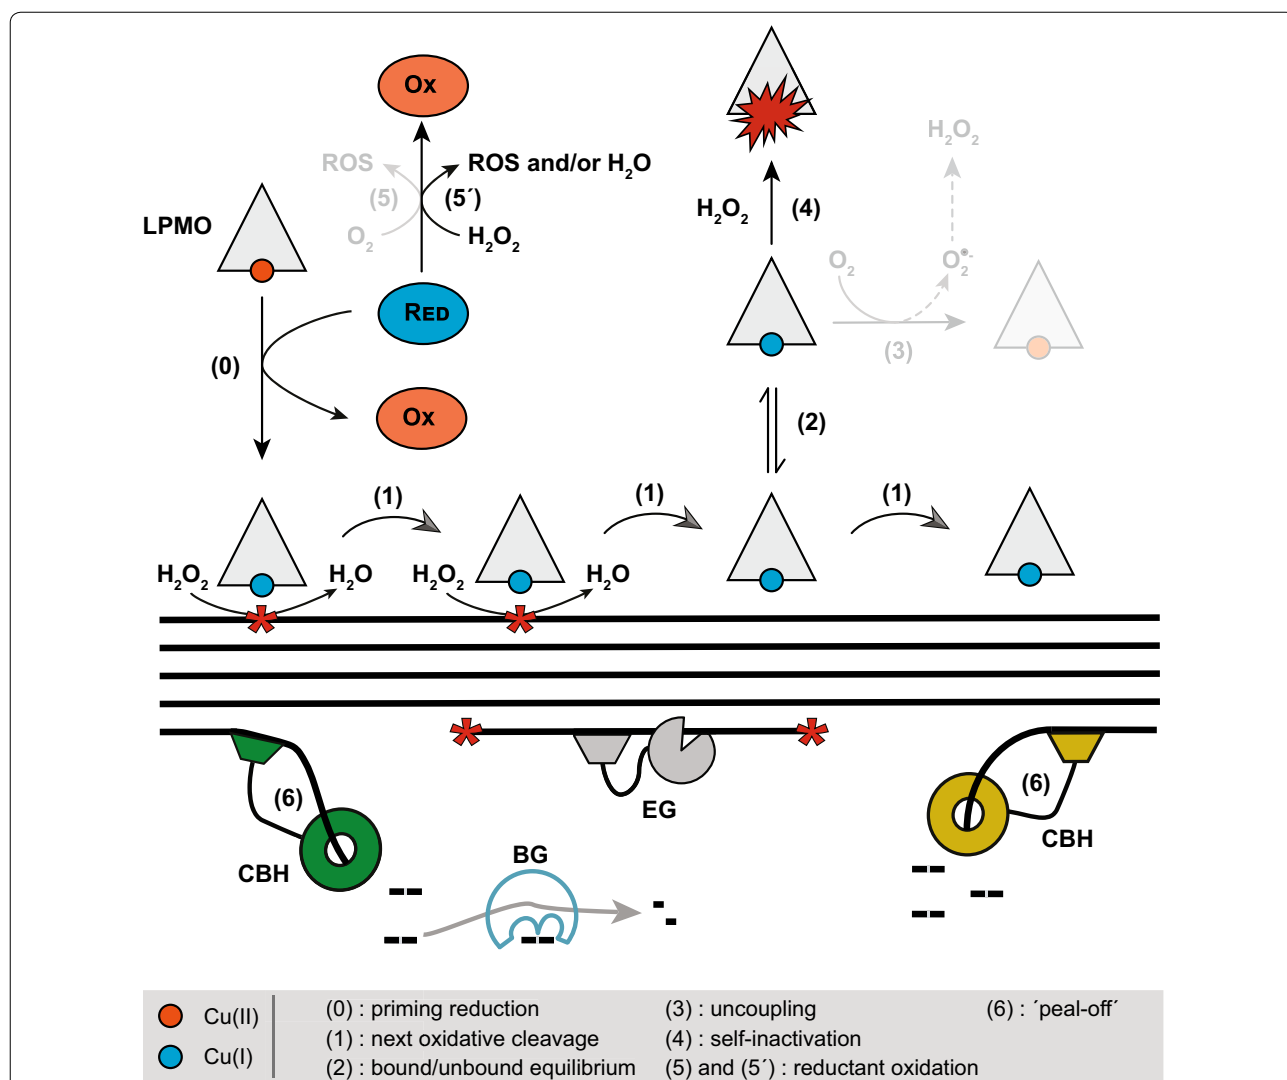 Ox
ROS
ROS and/or H₂O
(5)
(5´)
O₂
H₂O₂
LPMO
RED
(0)
Ox
H₂O₂
(4)
H₂O₂
O₂
O₂•-
(3)
(2)
(1)
(1)
(1)
H₂O₂
H₂O
H₂O₂
H₂O
(6)
CBH
EG
(6)
CBH
BG
Cu(II)
Cu(I)
(0) : priming reduction
(1) : next oxidative cleavage
(2) : bound/unbound equilibrium
(3) : uncoupling
(4) : self-inactivation
(5) and (5´) : reductant oxidation
(6) : ´peal-off´